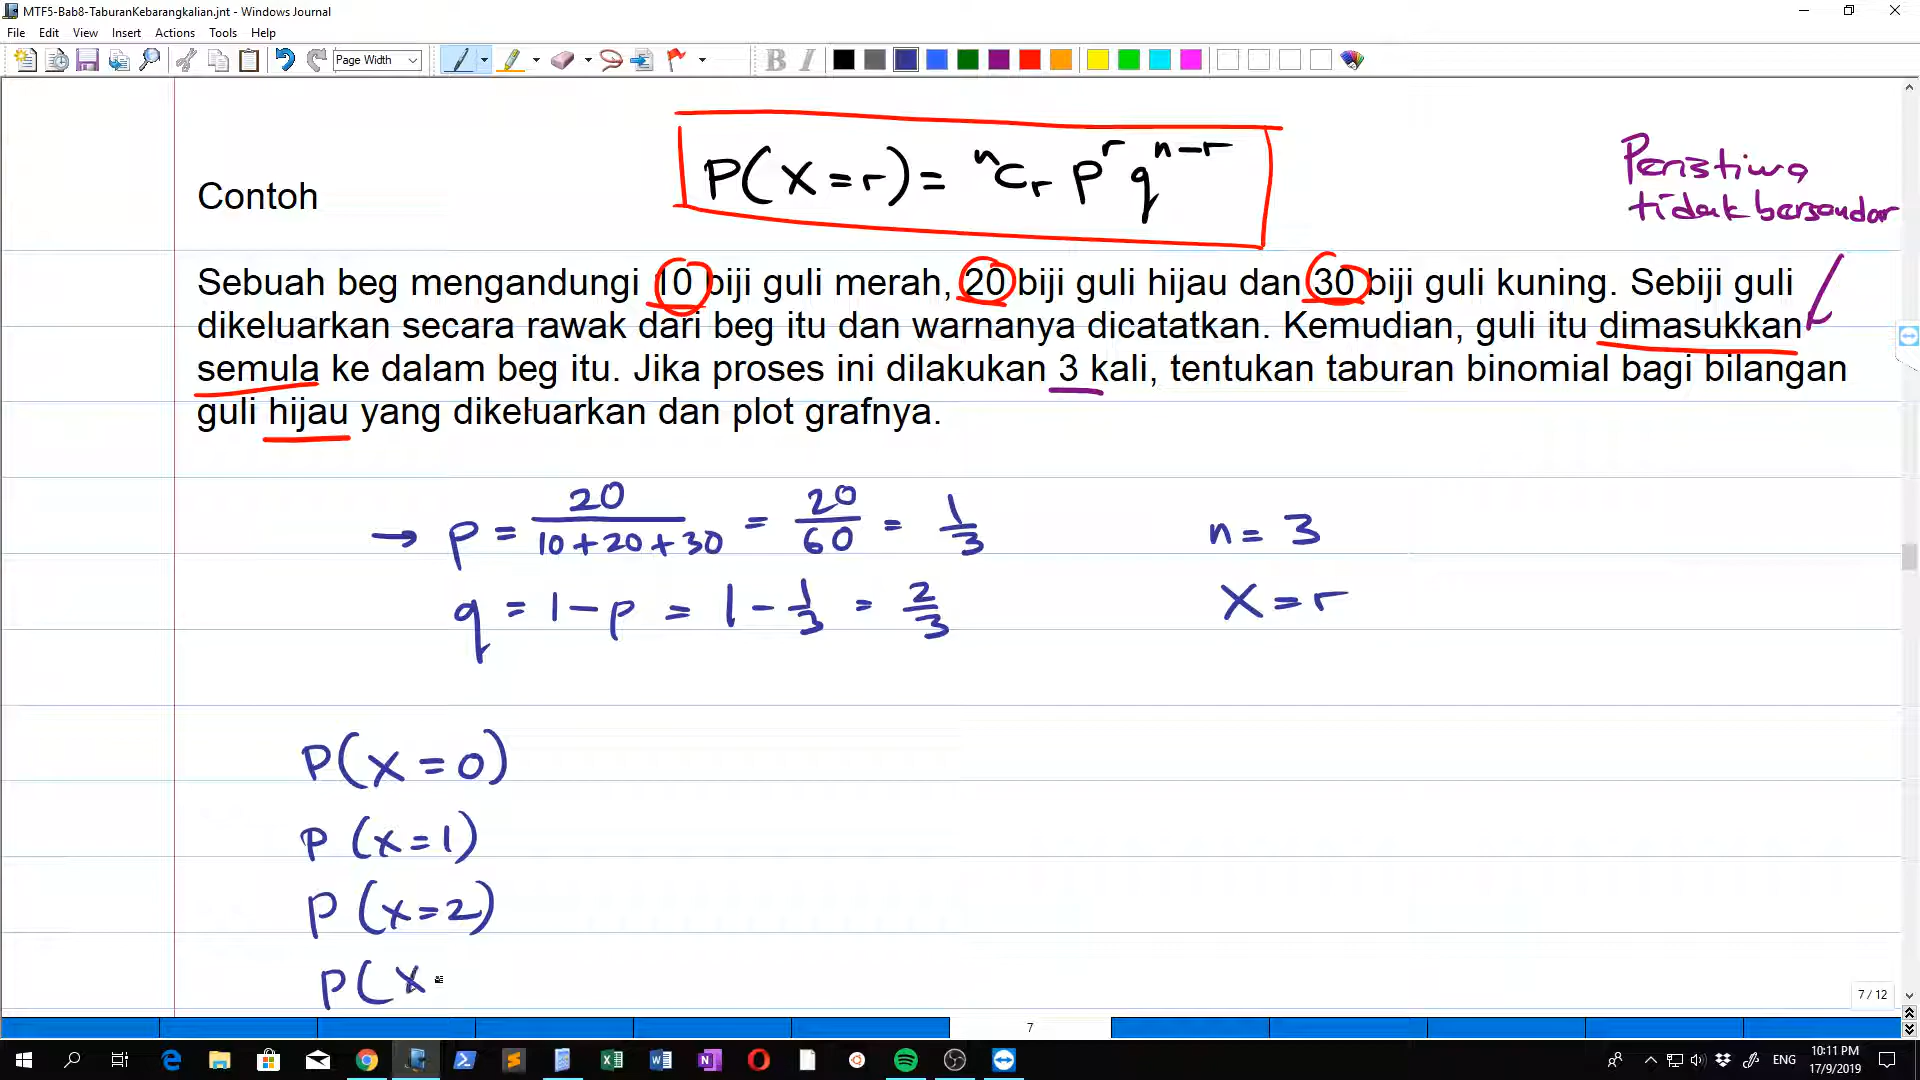 MTF5-Bab8-TaburanKebarangkalian.jnt - Windows Journal
File Edit View Insert Actions Tools Help
Page Width
B I
P(X=r) = ⁿCᵣ pʳ qⁿ⁻ʳ
Peristiwa
tidak bersandar
Contoh
Sebuah beg mengandungi 10 biji guli merah, 20 biji guli hijau dan 30 biji guli kuning. Sebiji guli
dikeluarkan secara rawak dari beg itu dan warnanya dicatatkan. Kemudian, guli itu dimasukkan
semula ke dalam beg itu. Jika proses ini dilakukan 3 kali, tentukan taburan binomial bagi bilangan
guli hijau yang dikeluarkan dan plot grafnya.
→ p = 20/(10+20+30) = 20/60 = 1/3
n = 3
q = 1 - p = 1 - 1/3 = 2/3
X = r
P(X=0)
P(x=1)
P(x=2)
P(X=
7 / 12
7
ENG
10:11 PM
17/9/2019